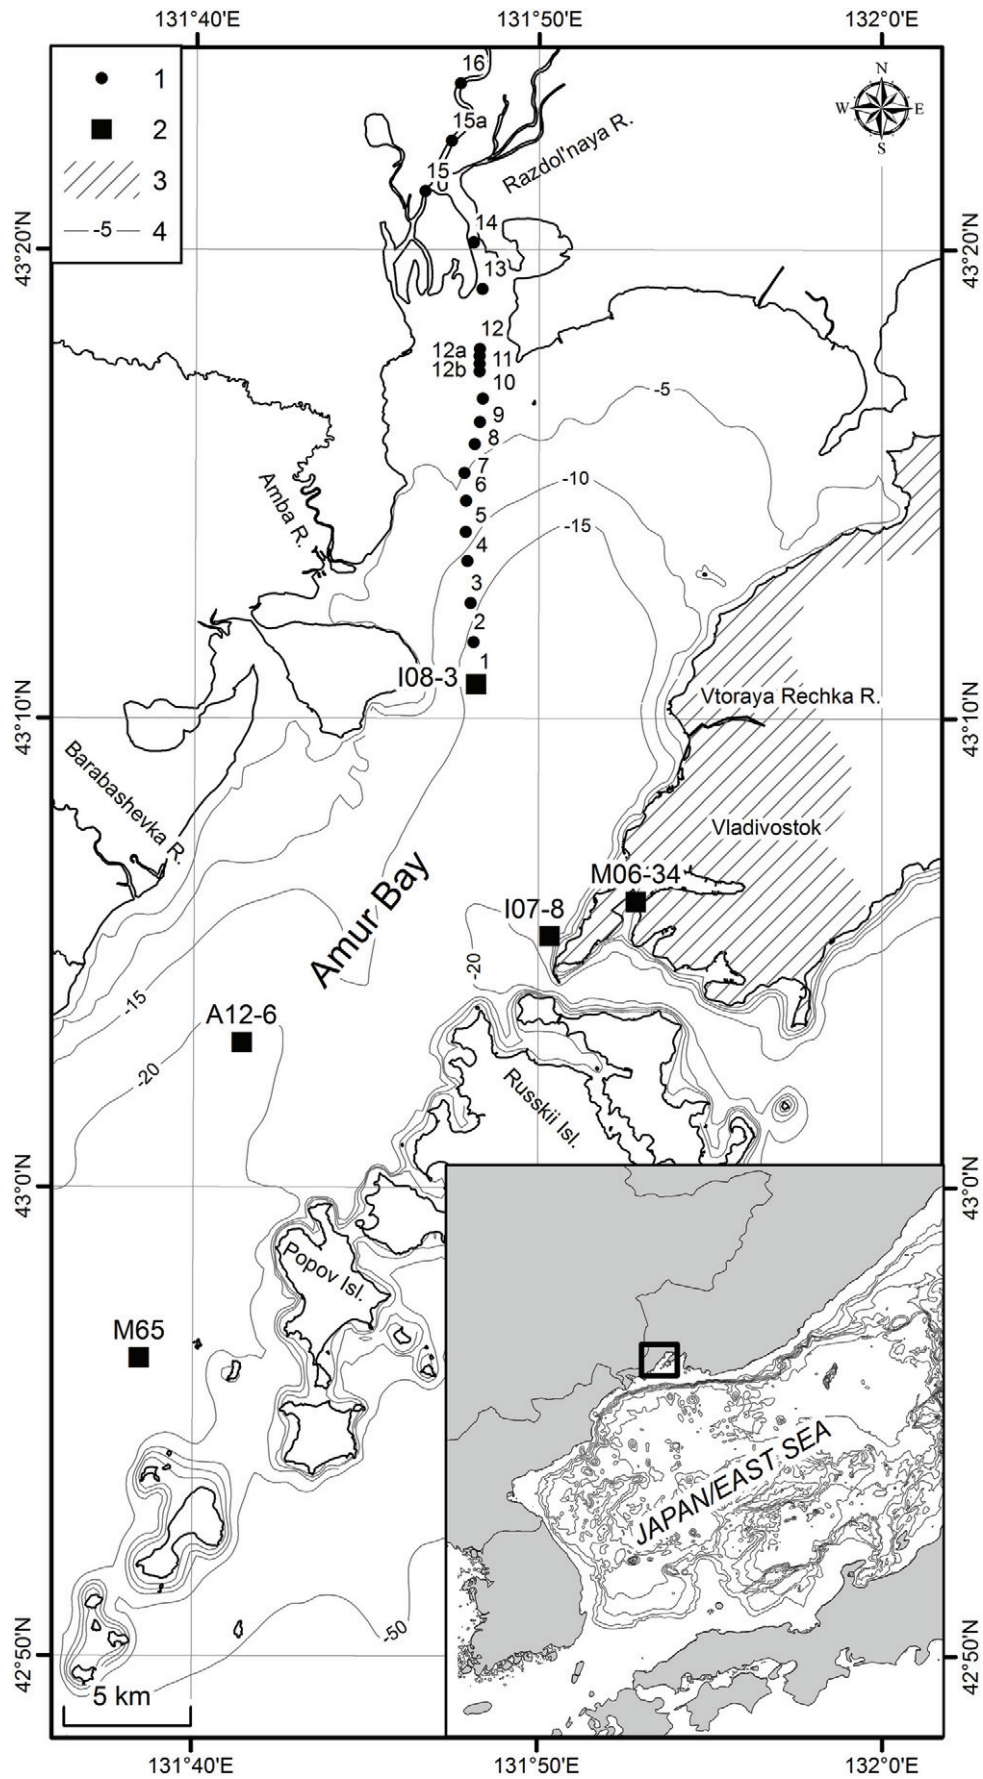 131°40'E
131°50'E
132°0'E
1
2
3
-5
4
N
W
E
S
16
15a
15
14
13
12
12a
11
12b
10
9
8
7
6
5
4
3
2
1
Razdol'naya R.
43°20'N
43°20'N
-5
-10
-15
Amba R.
I08-3
43°10'N
43°10'N
Vtoraya Rechka R.
Barabashevka R.
Vladivostok
Amur Bay
M06-34
I07-8
-20
-15
A12-6
-20
Russkii Isl.
43°0'N
43°0'N
Popov Isl.
M65
JAPAN/EAST SEA
-50
42°50'N
42°50'N
5 km
131°40'E
131°50'E
132°0'E